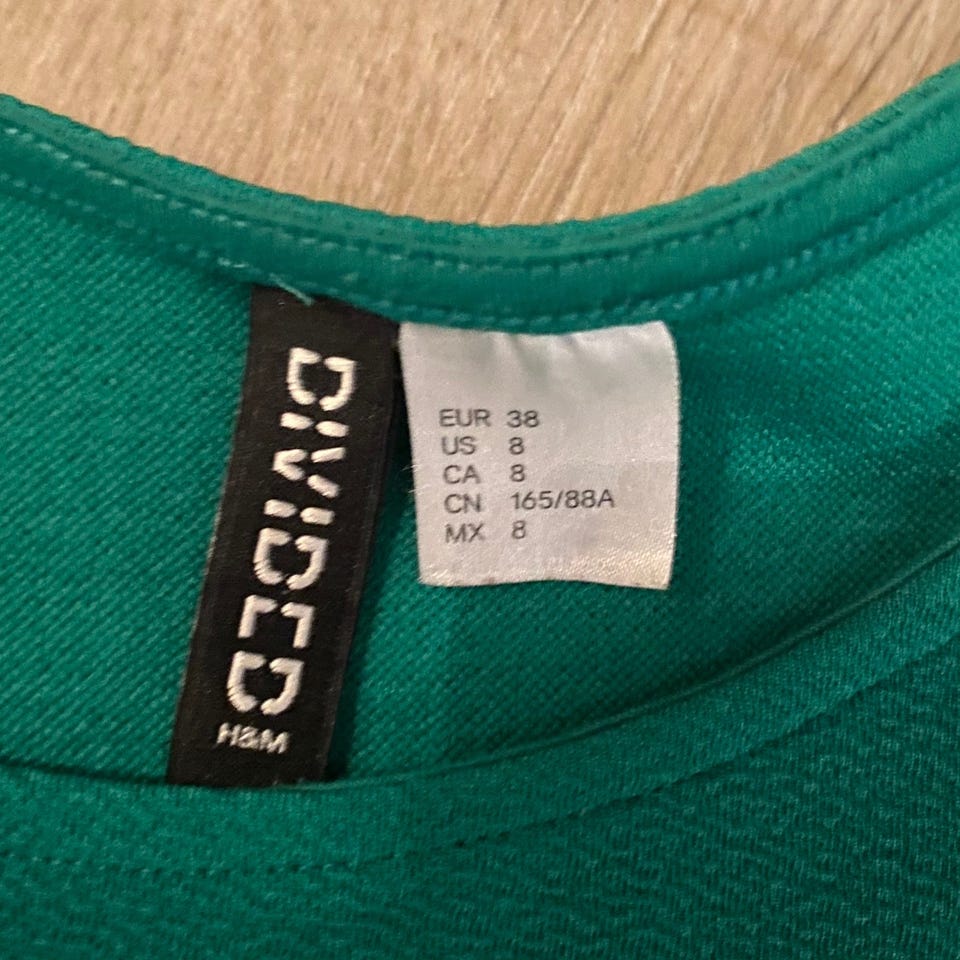 DIVIDED
H&M
EUR 38
US 8
CA 8
CN 165/88A
MX 8